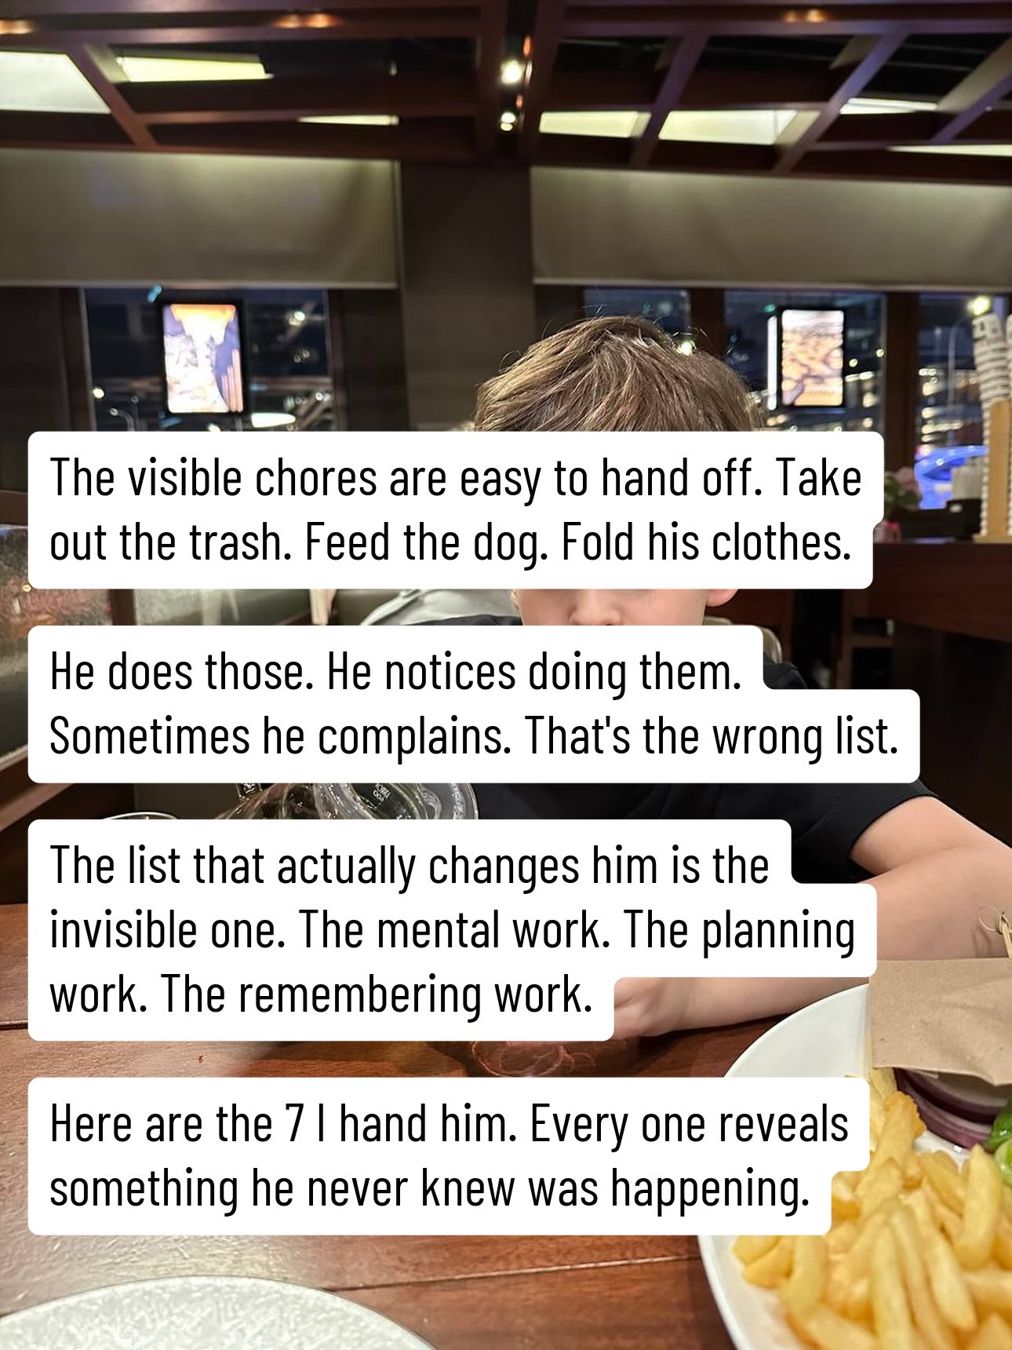 The visible chores are easy to hand off. Take
out the trash. Feed the dog. Fold his clothes.
He does those. He notices doing them.
Sometimes he complains. That's the wrong list.
The list that actually changes him is the
invisible one. The mental work. The planning
work. The remembering work.
Here are the 7 I hand him. Every one reveals
something he never knew was happening.